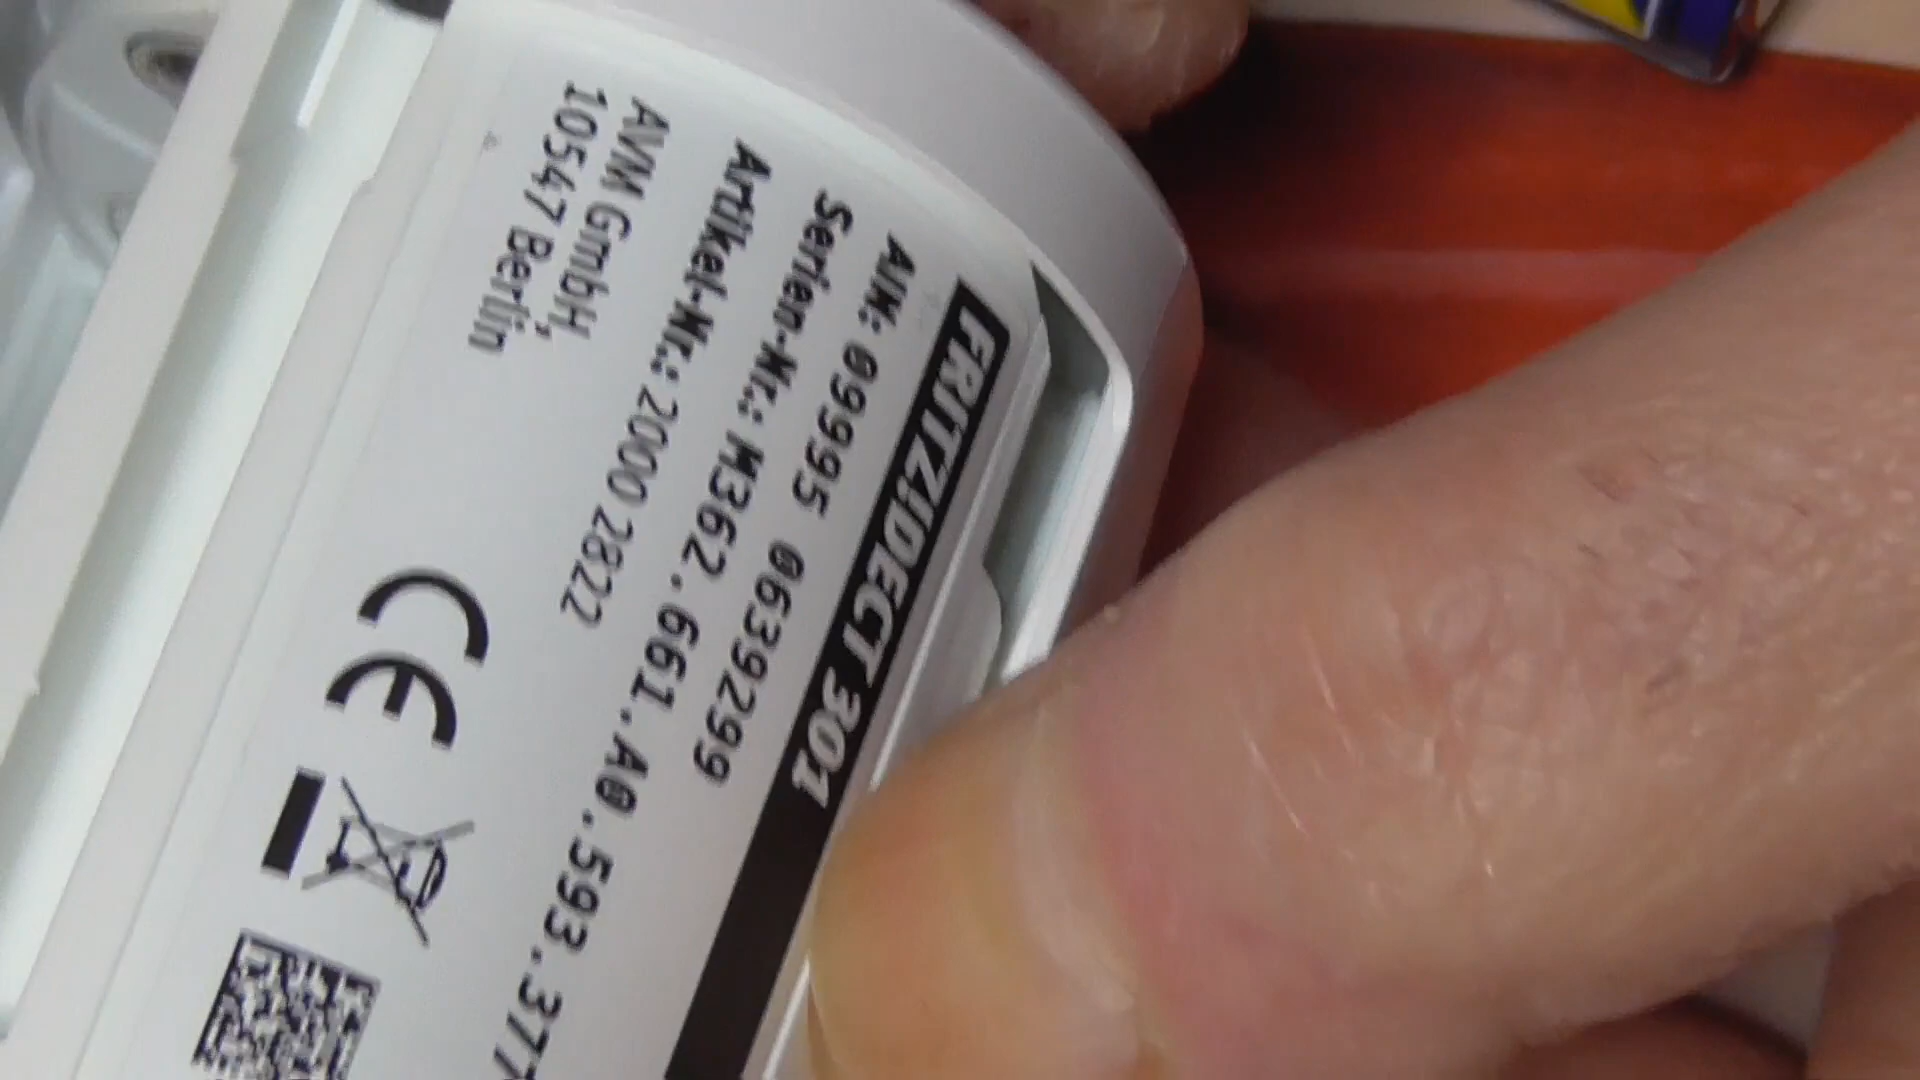 FRITZ!DECT 301
AIN: 09995 0639299
Serien-Nr.: M362.661.A0.593.377
Artikel-Nr.: 2000 2822
AVM GmbH,
10547 Berlin
CE